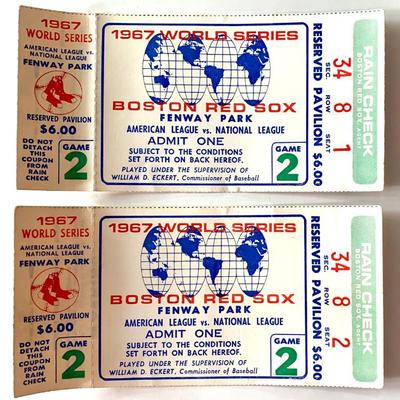 1967
WORLD SERIES
AMERICAN LEAGUE vs.
NATIONAL LEAGUE
FENWAY PARK
RESERVED PAVILION
$6.00
DO NOT
DETACH THIS
COUPON
FROM
RAIN CHECK
GAME
2
1967 WORLD SERIES
BOSTON RED SOX
FENWAY PARK
AMERICAN LEAGUE vs. NATIONAL LEAGUE
ADMIT ONE
SUBJECT TO THE CONDITIONS
SET FORTH ON BACK HEREOF.
PLAYED UNDER THE SUPERVISION OF
WILLIAM D. ECKERT, Commissioner of Baseball
GAME
2
RESERVED PAVILION $6.00
SEC. ROW SEAT
34 8 1
RAIN CHECK
BOSTON RED SOX, AGENT
1967
WORLD SERIES
AMERICAN LEAGUE vs.
NATIONAL LEAGUE
FENWAY PARK
RESERVED PAVILION
$6.00
DO NOT
DETACH THIS
COUPON
FROM
RAIN CHECK
GAME
2
1967 WORLD SERIES
BOSTON RED SOX
FENWAY PARK
AMERICAN LEAGUE vs. NATIONAL LEAGUE
ADMIT ONE
SUBJECT TO THE CONDITIONS
SET FORTH ON BACK HEREOF.
PLAYED UNDER THE SUPERVISION OF
WILLIAM D. ECKERT, Commissioner of Baseball
GAME
2
RESERVED PAVILION $6.00
SEC. ROW SEAT
34 8 2
RAIN CHECK
BOSTON RED SOX, AGENT